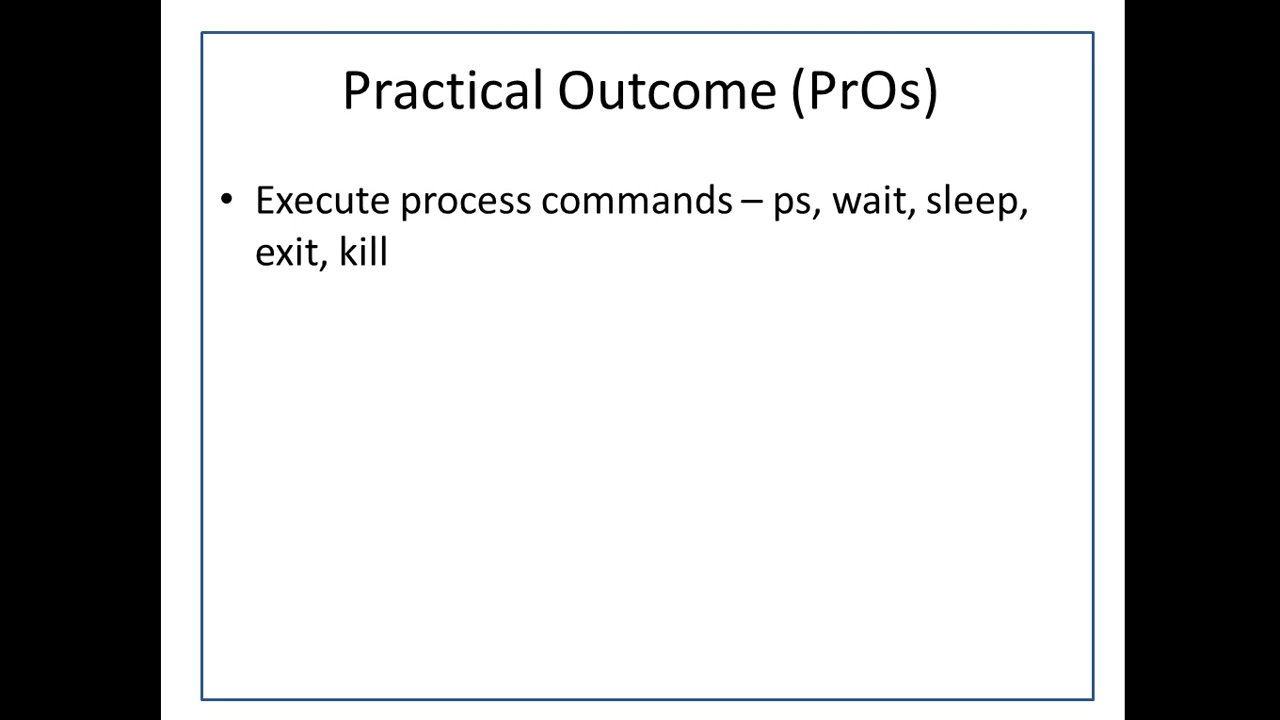 Practical Outcome (PrOs)
• Execute process commands – ps, wait, sleep,
exit, kill